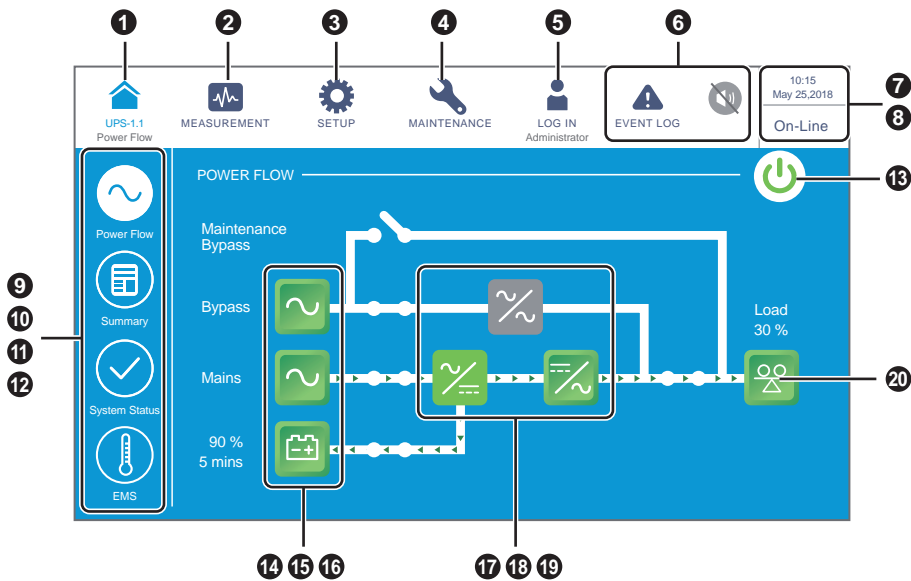 1 2 3 4 5 6
UPS-1.1
Power Flow
MEASUREMENT
SETUP
MAINTENANCE
LOG IN
Administrator
EVENT LOG
10:15
May 25,2018
On-Line
7
8
9
10
11
12
Power Flow
Summary
System Status
EMS
POWER FLOW
13
Maintenance
Bypass
Bypass
Mains
90 %
5 mins
Load
30 %
20
14 15 16
17 18 19